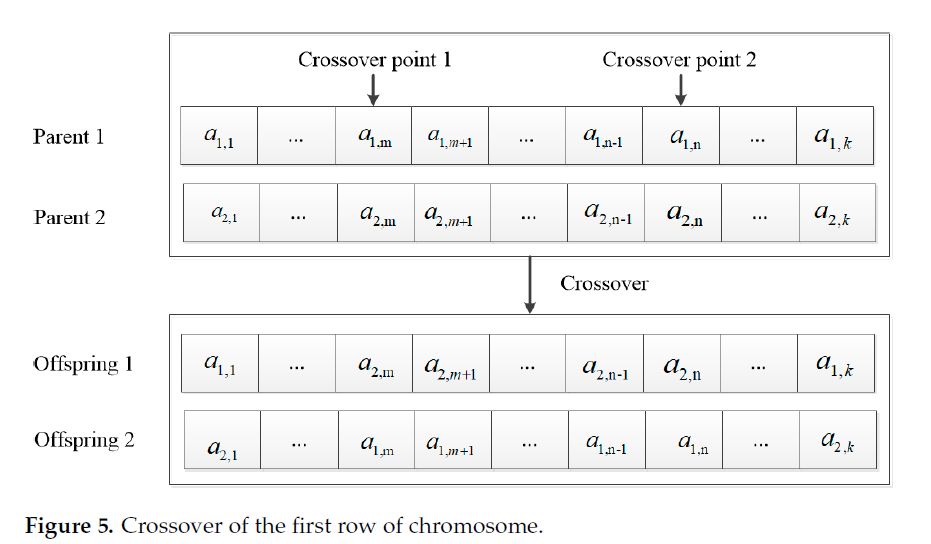 Crossover point 1 Crossover point 2
Parent 1 a1,1 ... a1,m a1,m+1 ... a1,n-1 a1,n ... a1,k
Parent 2 a2,1 ... a2,m a2,m+1 ... a2,n-1 a2,n ... a2,k
Crossover
Offspring 1 a1,1 ... a2,m a2,m+1 ... a2,n-1 a2,n ... a1,k
Offspring 2 a2,1 ... a1,m a1,m+1 ... a1,n-1 a1,n ... a2,k
Figure 5. Crossover of the first row of chromosome.